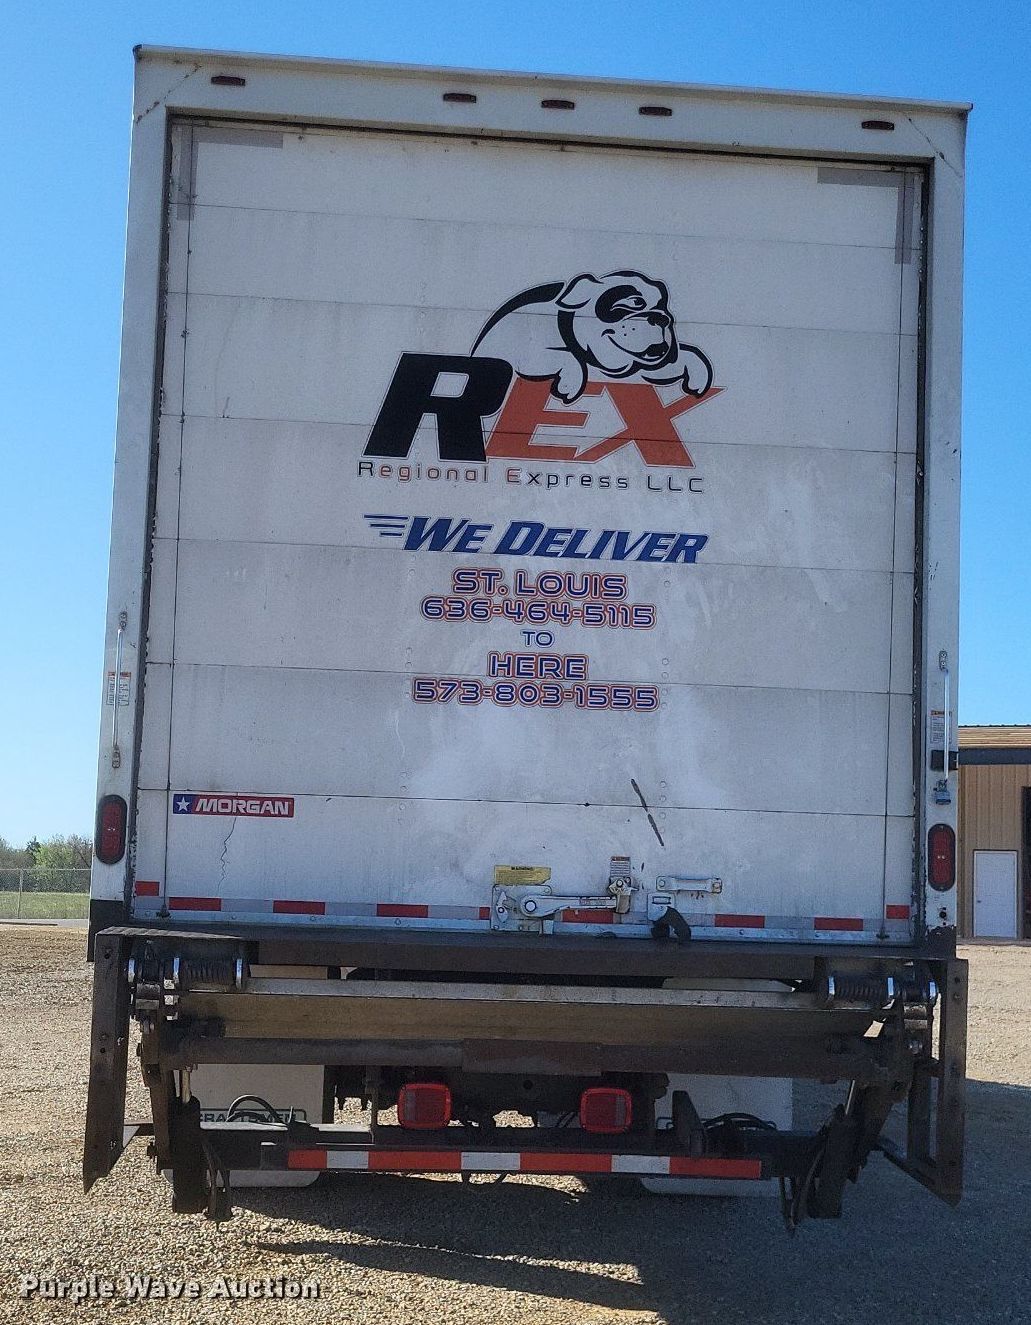 REX
Regional Express LLC
WE DELIVER
ST. LOUIS
636-464-5115
TO
HERE
573-803-1555
MORGAN
Purple Wave Auction